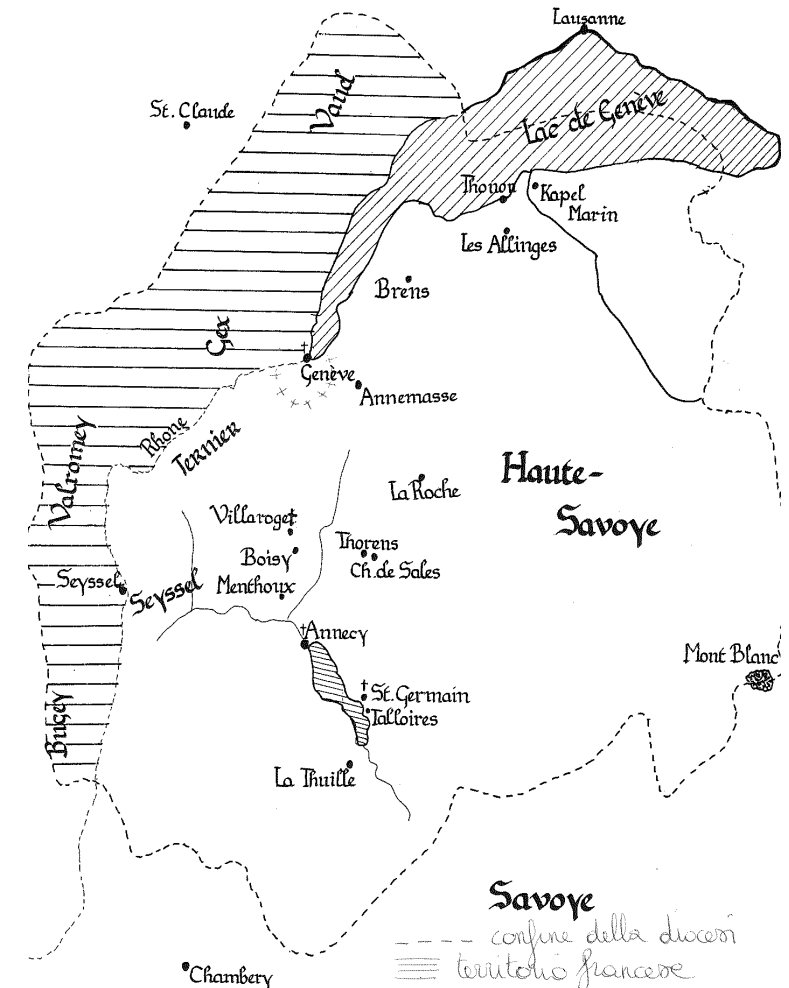 Lausanne
Vaud
St. Claude
Lac de Genève
Thonon
Kapel
Marin
Les Allinges
Brens
Gex
Genève
Annemasse
Rhone
Ternier
Valromey
La Roche
Haute-
Savoye
Villaroget
Thorens
Boisy
Ch. de Sales
Menthoux
Seyssel
Seyssel
Annecy
Mont Blanc
St. Germain
Talloires
Bugey
La Thuille
Savoye
confine della diocesi
territorio francese
Chambery